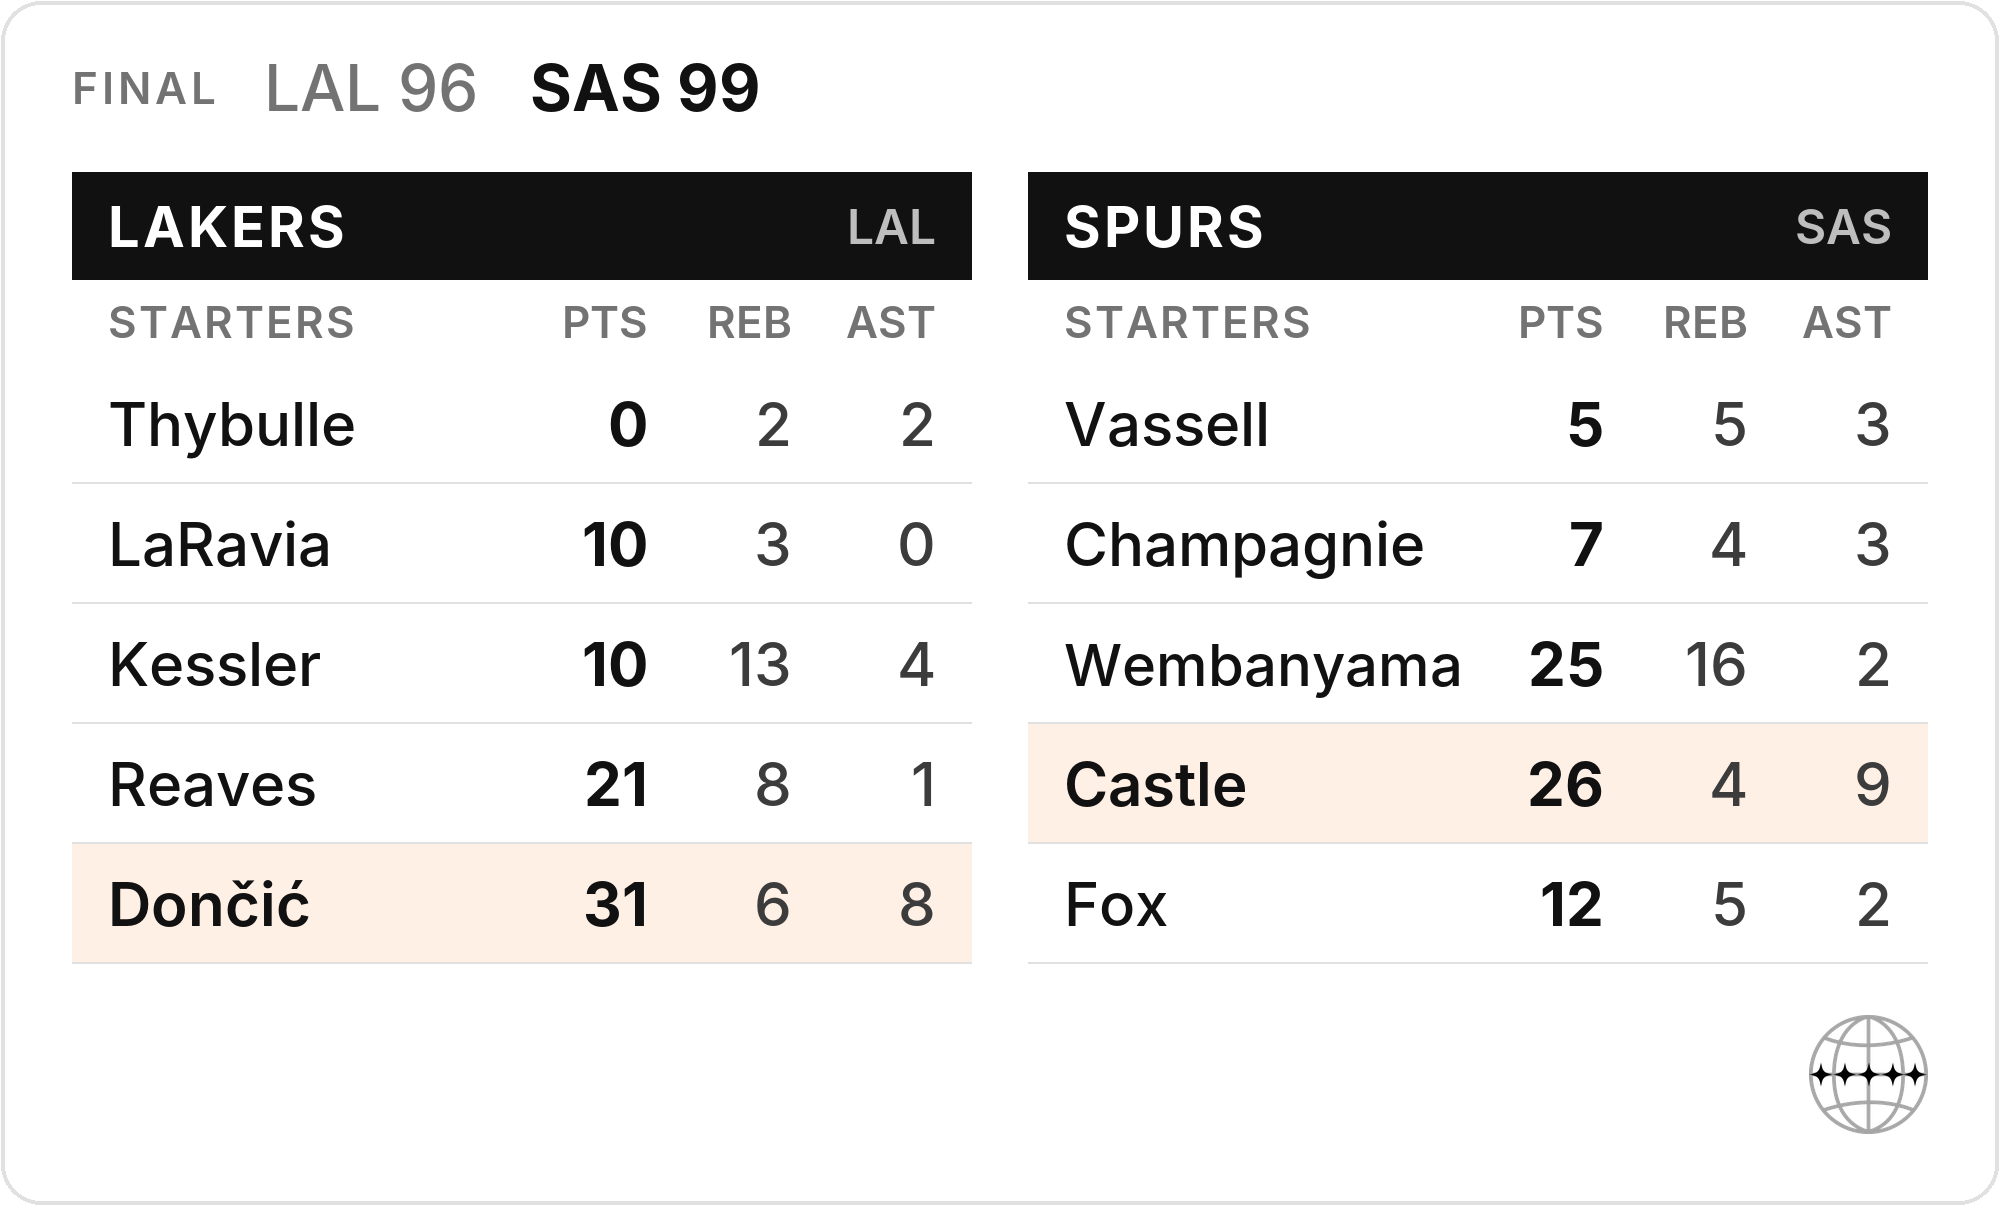 FINAL LAL 96 SAS 99
LAKERS LAL
STARTERS PTS REB AST
Thybulle 0 2 2
LaRavia 10 3 0
Kessler 10 13 4
Reaves 21 8 1
Dončić 31 6 8
SPURS SAS
STARTERS PTS REB AST
Vassell 5 5 3
Champagnie 7 4 3
Wembanyama 25 16 2
Castle 26 4 9
Fox 12 5 2